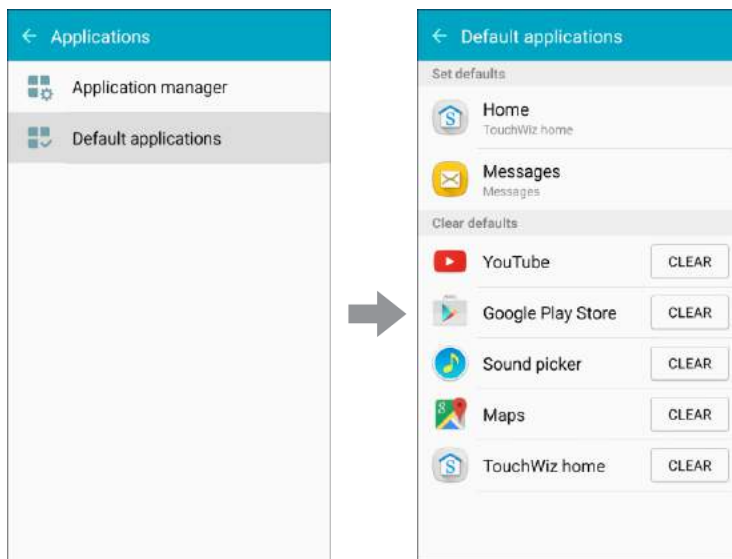 Applications
Application manager
Default applications
Default applications
Set defaults
Home
TouchWiz home
Messages
Messages
Clear defaults
YouTube
CLEAR
Google Play Store
CLEAR
Sound picker
CLEAR
Maps
CLEAR
TouchWiz home
CLEAR